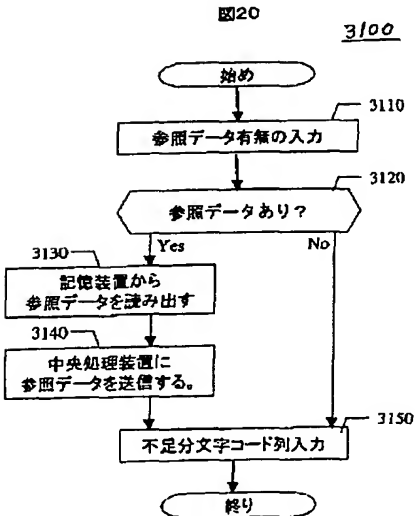 図20
3100
始め
3110
参照データ有無の入力
3120
参照データあり?
Yes
No
3130
記憶装置から
参照データを読み出す
3140
中央処理装置に
参照データを送信する。
3150
不足分文字コード列入力
終り